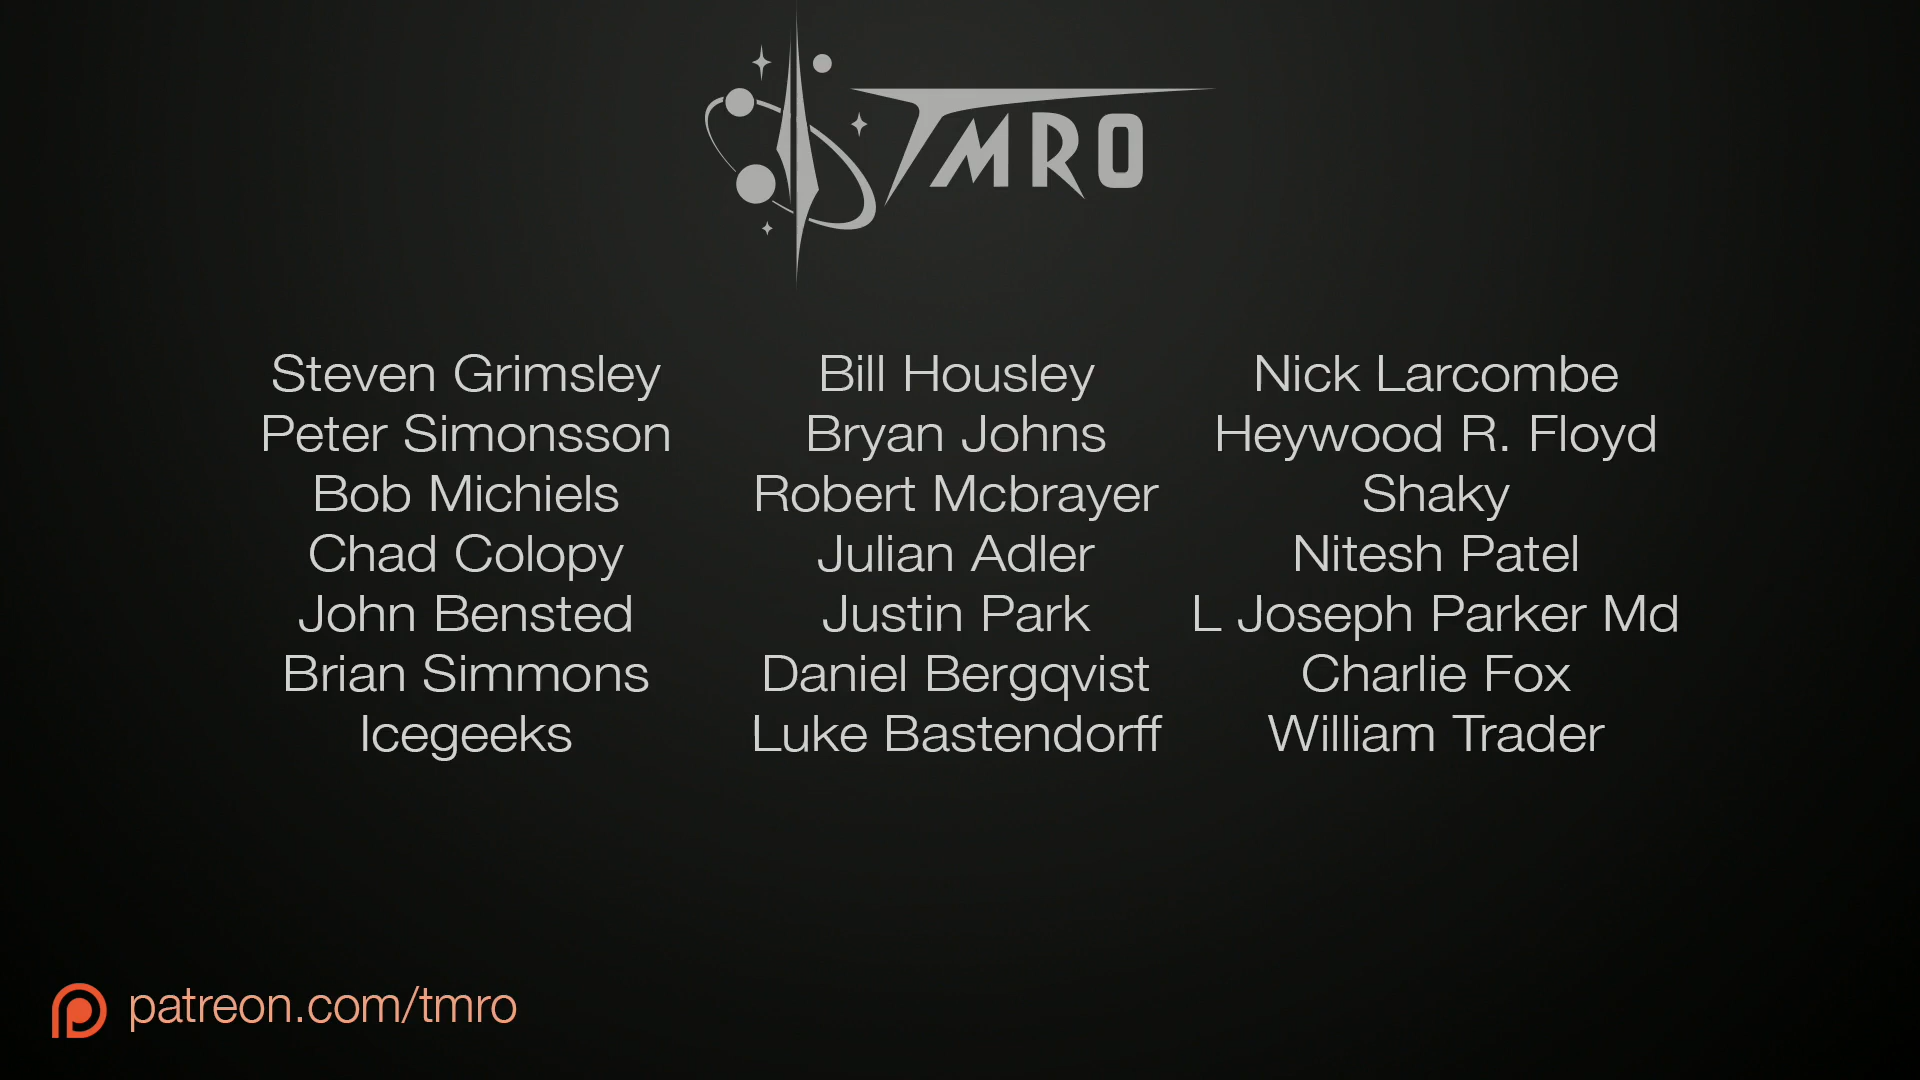 TMRO
Steven Grimsley
Peter Simonsson
Bob Michiels
Chad Colopy
John Bensted
Brian Simmons
Icegeeks
Bill Housley
Bryan Johns
Robert Mcbrayer
Julian Adler
Justin Park
Daniel Bergqvist
Luke Bastendorff
Nick Larcombe
Heywood R. Floyd
Shaky
Nitesh Patel
L Joseph Parker Md
Charlie Fox
William Trader
patreon.com/tmro